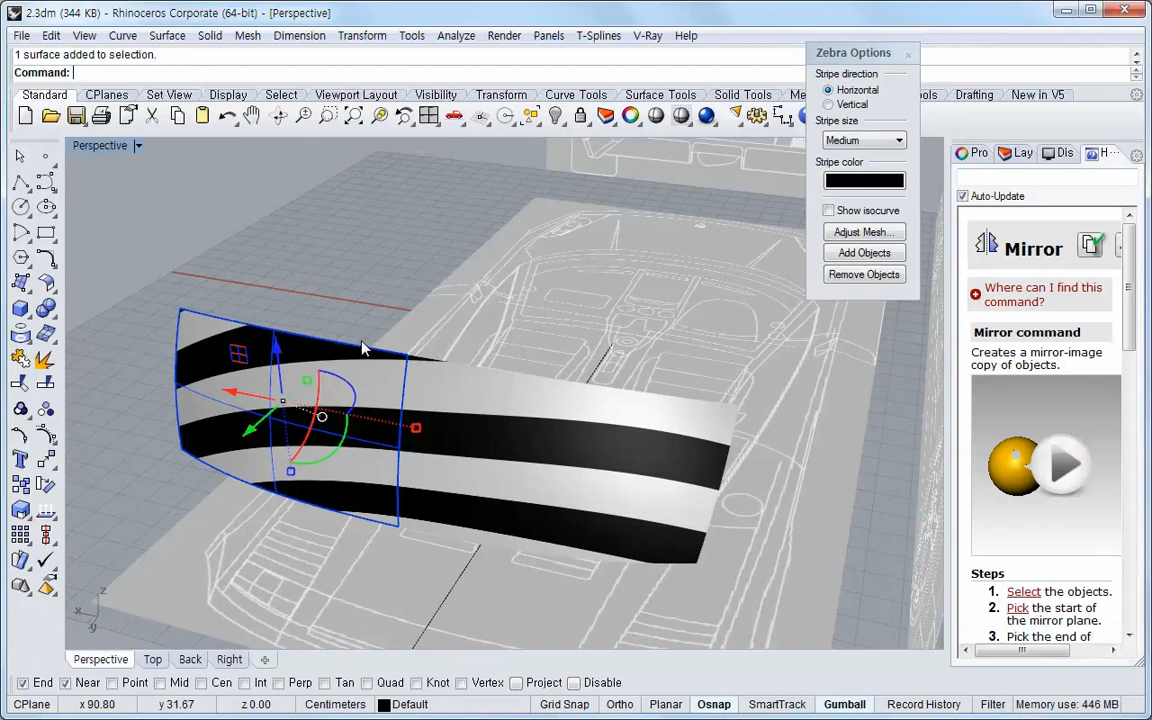 2.3dm (344 KB) - Rhinoceros Corporate (64-bit) - [Perspective]
File Edit View Curve Surface Solid Mesh Dimension Transform Tools Analyze Render Panels T-Splines V-Ray Help
1 surface added to selection.
Command:
Standard CPlanes Set View Display Select Viewport Layout Visibility Transform Curve Tools Surface Tools Solid Tools Me ols Drafting New in V5
Perspective
Zebra Options
Stripe direction
Horizontal
Vertical
Stripe size
Medium
Stripe color
Show isocurve
Adjust Mesh...
Add Objects
Remove Objects
Pro Lay Dis H
Auto-Update
Mirror
Where can I find this
command?
Mirror command
Creates a mirror-image
copy of objects.
Steps
1. Select the objects.
2. Pick the start of
the mirror plane.
3. Pick the end of
z
x
y
Perspective Top Back Right
End Near Point Mid Cen Int Perp Tan Quad Knot Vertex Project Disable
CPlane x 90.80 y 31.67 z 0.00 Centimeters Default Grid Snap Ortho Planar Osnap SmartTrack Gumball Record History Filter Memory use: 446 MB